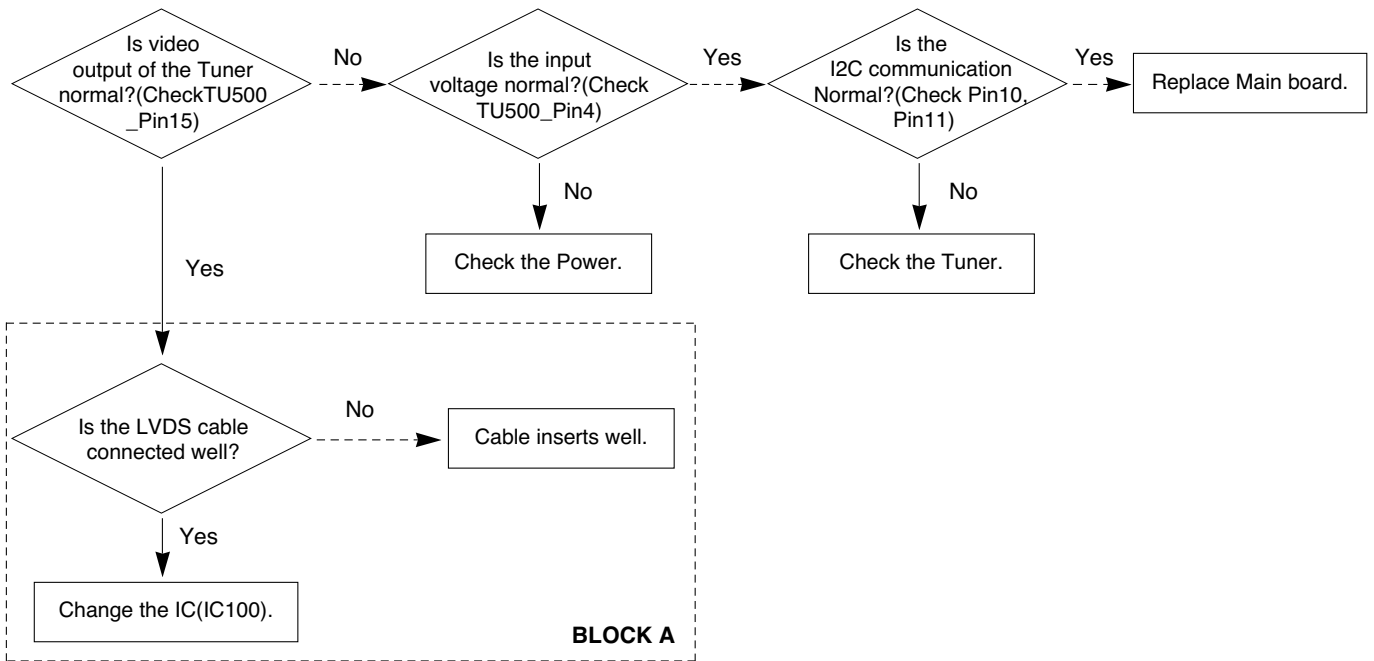 Is video
output of the Tuner
normal?(CheckTU500
_Pin15)
No
Is the input
voltage normal?(Check
TU500_Pin4)
Yes
Is the
I2C communication
Normal?(Check Pin10,
Pin11)
Yes
Replace Main board.
No
Check the Power.
No
Check the Tuner.
Yes
Is the LVDS cable
connected well?
No
Cable inserts well.
Yes
Change the IC(IC100).
BLOCK A